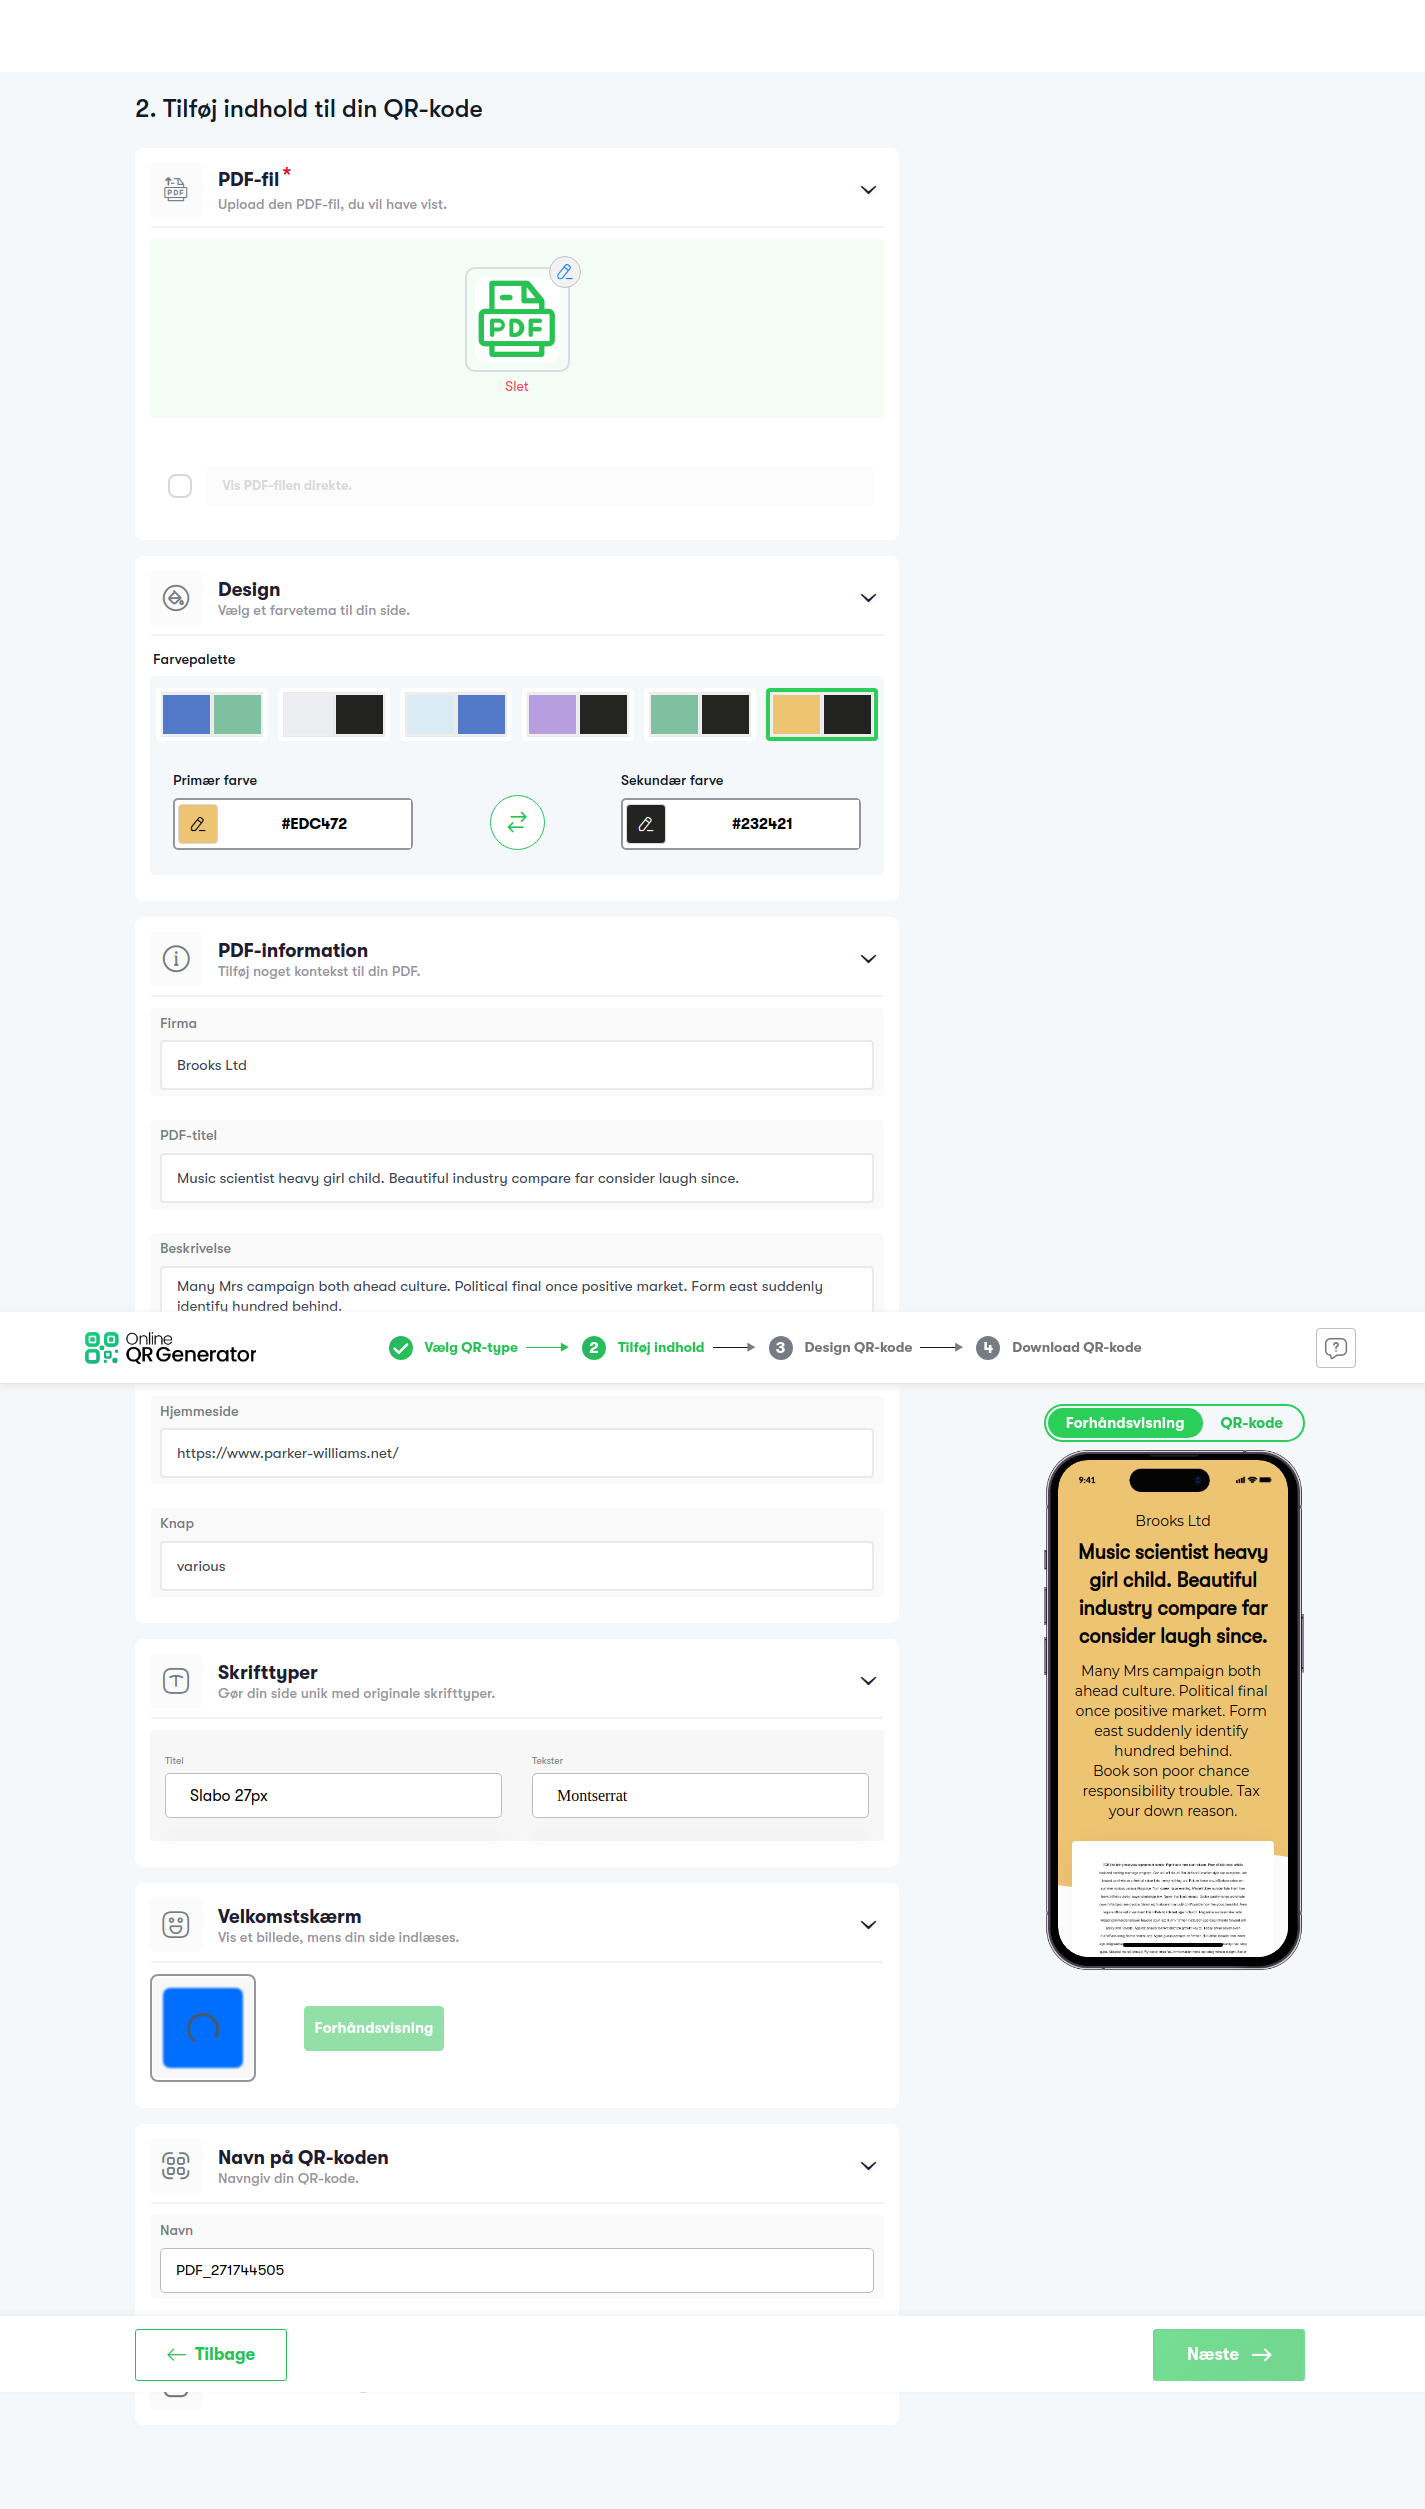 2. Tilføj indhold til din QR-kode
PDF-fil *
Upload den PDF-fil, du vil have vist.
PDF
Slet
Vis PDF-filen direkte.
Design
Vælg et farvetema til din side.
Farvepalette
Primær farve
Sekundær farve
#EDC472
#232421
PDF-information
Tilføj noget kontekst til din PDF.
Firma
Brooks Ltd
PDF-titel
Music scientist heavy girl child. Beautiful industry compare far consider laugh since.
Beskrivelse
Many Mrs campaign both ahead culture. Political final once positive market. Form east suddenly
identify hundred behind.
Online
QR Generator
Vælg QR-type
2 Tilføj indhold
3 Design QR-kode
4 Download QR-kode
Hjemmeside
https://www.parker-williams.net/
Knap
various
Skrifttyper
Gør din side unik med originale skrifttyper.
Titel
Tekster
Slabo 27px
Montserrat
Velkomstskærm
Vis et billede, mens din side indlæses.
Forhåndsvisning
Navn på QR-koden
Navngiv din QR-kode.
Navn
PDF_271744505
Tilbage
Næste
Forhåndsvisning
QR-kode
9:41
Brooks Ltd
Music scientist heavy
girl child. Beautiful
industry compare far
consider laugh since.
Many Mrs campaign both
ahead culture. Political final
once positive market. Form
east suddenly identify
hundred behind.
Book son poor chance
responsibility trouble. Tax
your down reason.